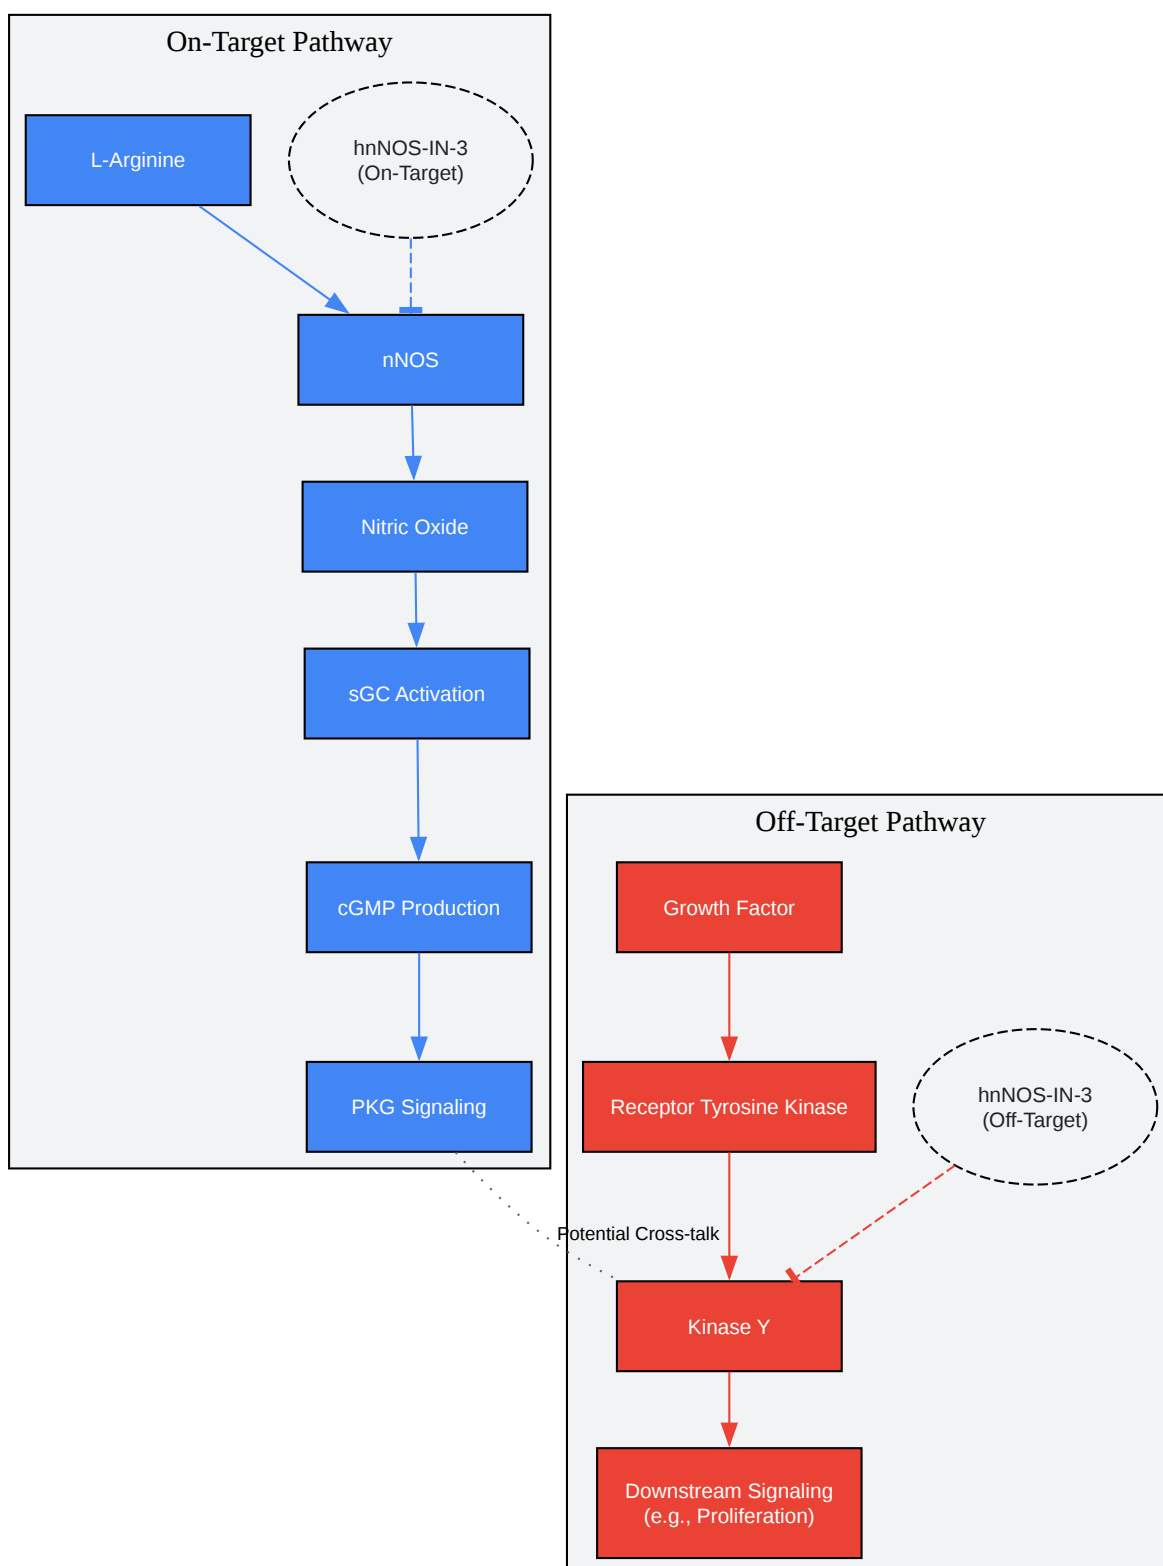 On-Target Pathway
L-Arginine
hnNOS-IN-3
(On-Target)
nNOS
Nitric Oxide
sGC Activation
cGMP Production
PKG Signaling
Off-Target Pathway
Growth Factor
Receptor Tyrosine Kinase
hnNOS-IN-3
(Off-Target)
Potential Cross-talk
Kinase Y
Downstream Signaling
(e.g., Proliferation)